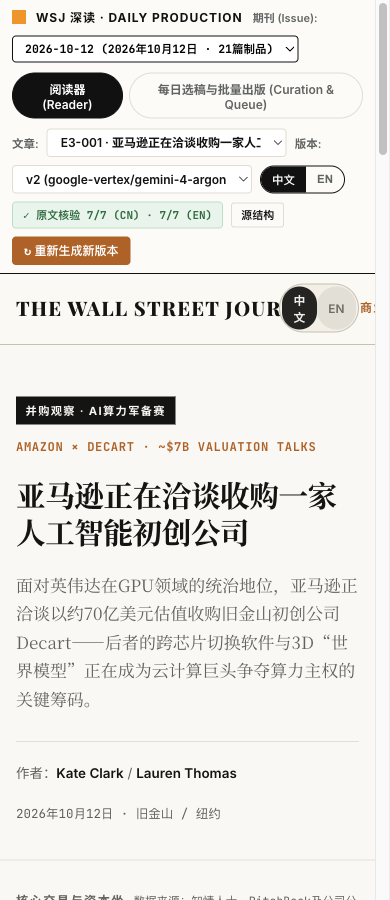 WSJ 深读 · DAILY PRODUCTION 期刊 (Issue):
2026-10-12 (2026年10月12日 · 21篇制品)
阅读器 (Reader)
每日选稿与批量出版 (Curation & Queue)
文章: E3-001 · 亚马逊正在洽谈收购一家人工 版本:
v2 (google-vertex/gemini-4-argon 中文 EN
✓ 原文核验 7/7 (CN) · 7/7 (EN) 源结构
↻ 重新生成新版本
THE WALL STREET JOUR 中文 EN 商
并购观察 · AI算力军备赛
AMAZON × DECART · ~$7B VALUATION TALKS
亚马逊正在洽谈收购一家
人工智能初创公司
面对英伟达在GPU领域的统治地位，亚马逊正
洽谈以约70亿美元估值收购旧金山初创公司
Decart——后者的跨芯片切换软件与3D“世
界模型”正在成为云计算巨头争夺算力主权的
关键筹码。
作者: Kate Clark / Lauren Thomas
2026年10月12日 · 旧金山 / 纽约